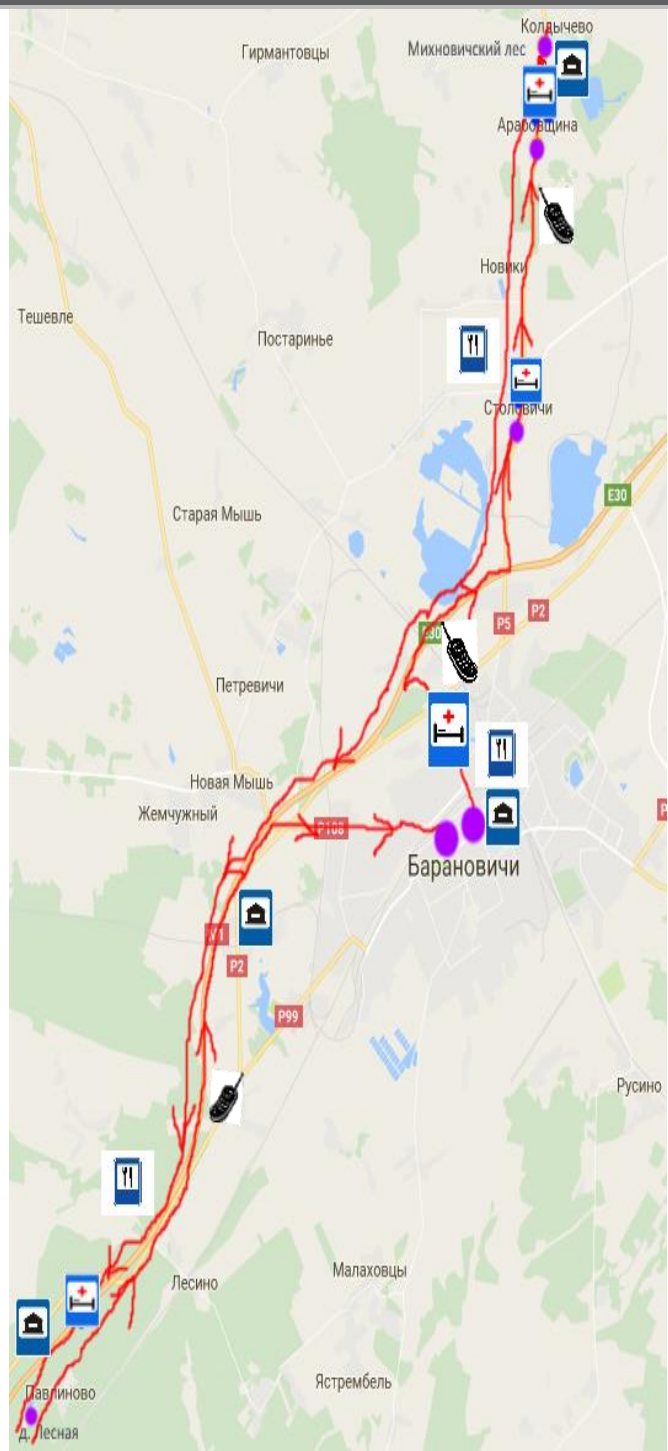 Колдычево
Гирмантовцы
Михновичский лес
Арабовщина
Новики
Тешевле
Постаринье
Столовичи
E30
Старая Мышь
P5
P2
E30
Петревичи
Новая Мышь
Жемчужный
P108
Барановичи
P2
P99
Русино
Малаховцы
Лесино
Ястрембель
Павлиново
д. Лесная